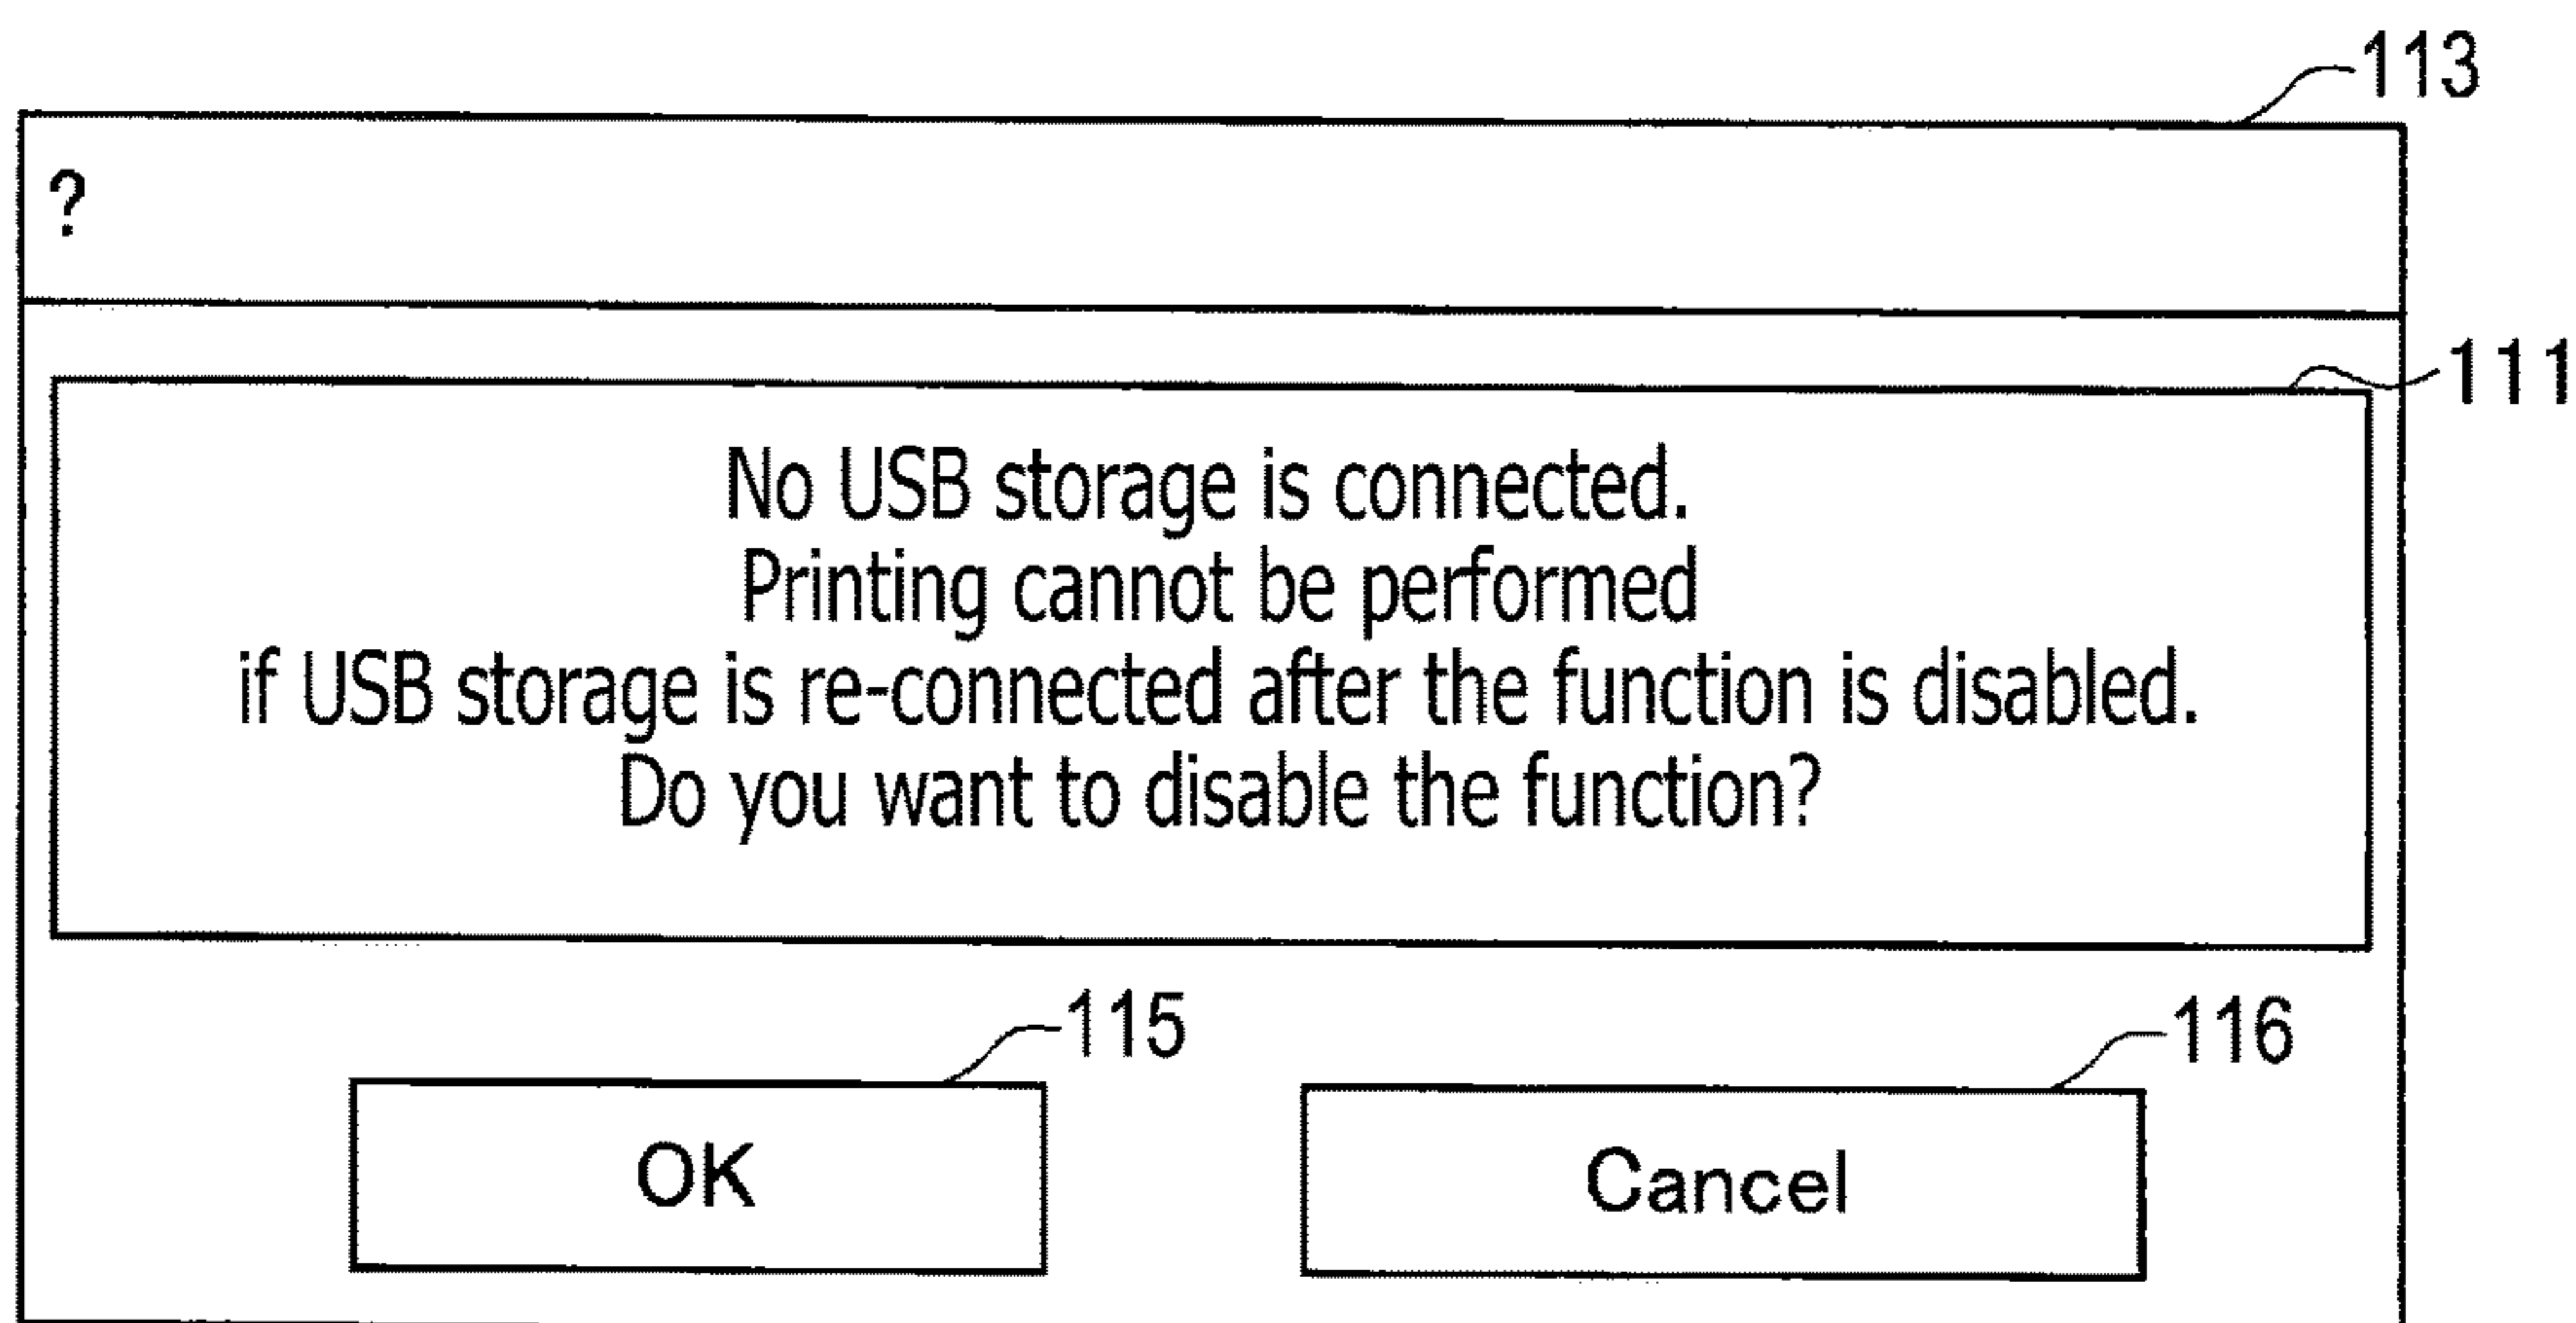 113
?
111
No USB storage is connected.
Printing cannot be performed
if USB storage is re-connected after the function is disabled.
Do you want to disable the function?
115
116
OK
Cancel